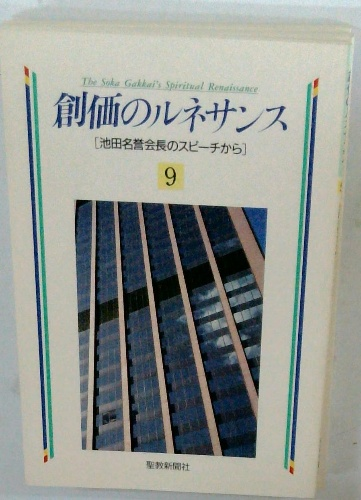 The Soka Gakkai's Spiritual Renaissance
創価のルネサンス
［池田名誉会長のスピーチから］
9
聖教新聞社